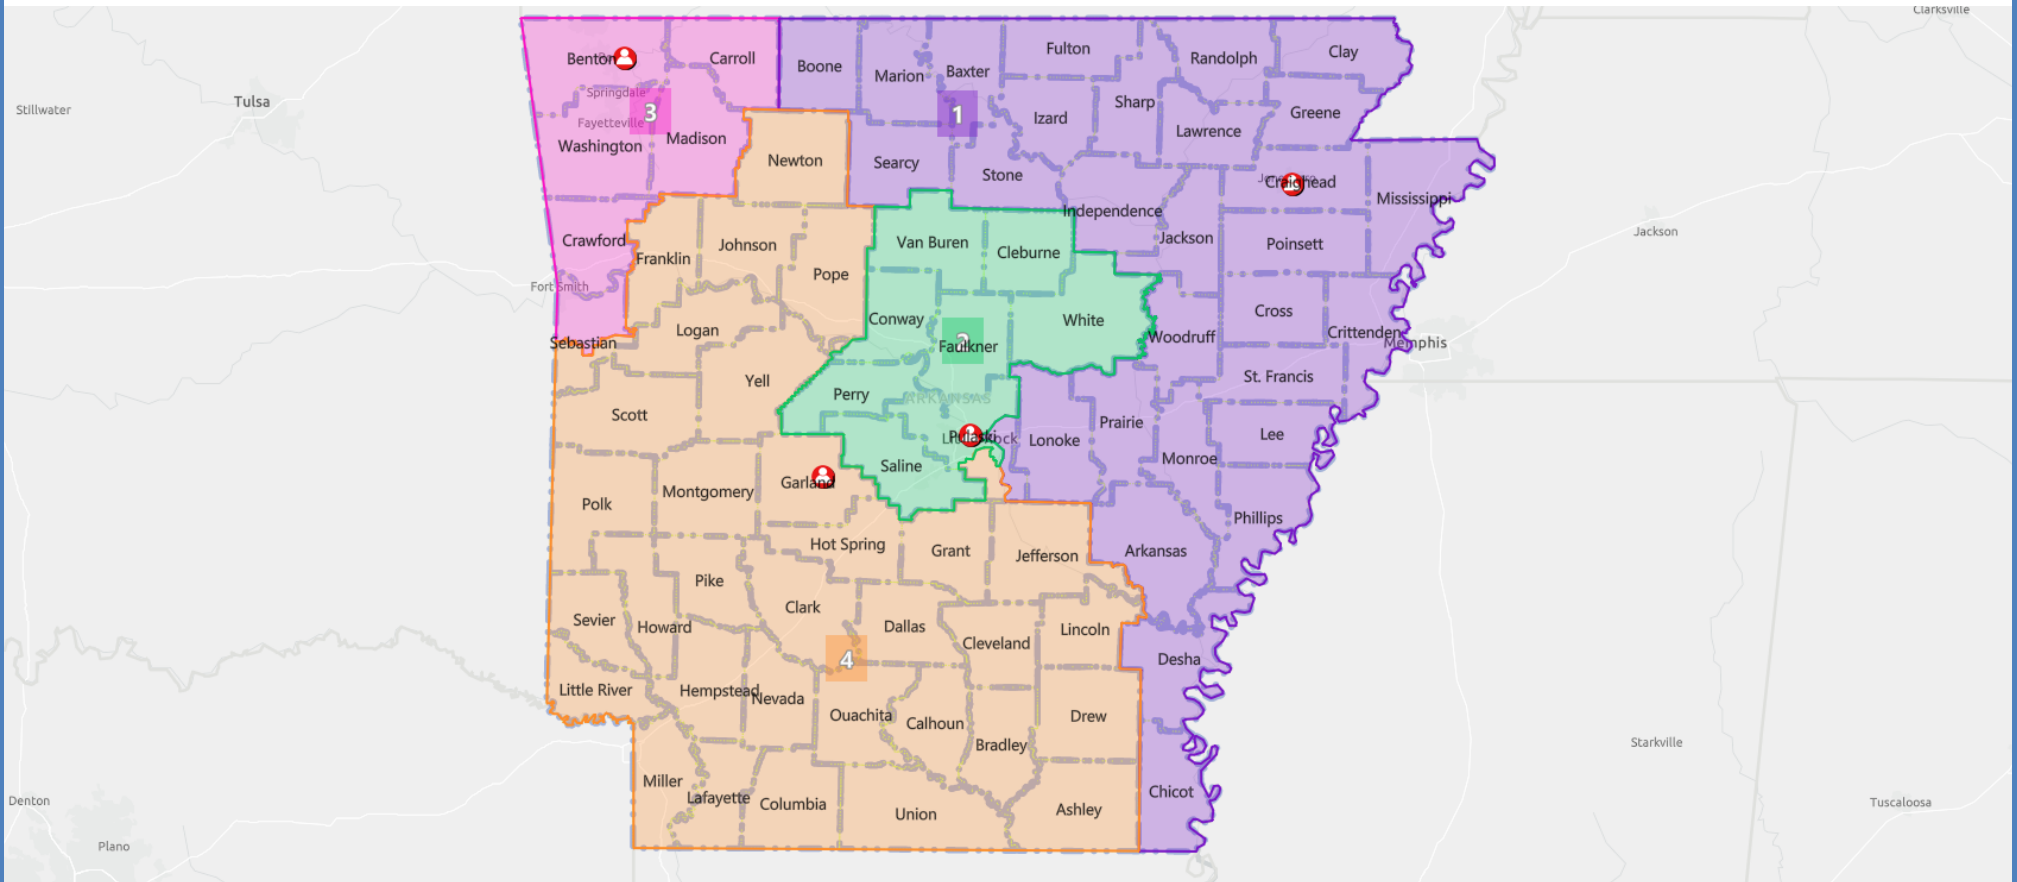 Clarksville
Benton
Carroll
Boone
Marion
Baxter
Fulton
Randolph
Clay
Stillwater
Tulsa
Springdale
3
Fayetteville
Washington
Madison
Newton
1
Izard
Sharp
Lawrence
Greene
Searcy
Stone
Craighead
Mississippi
Crawford
Franklin
Johnson
Pope
Van Buren
Cleburne
Independence
Jackson
Poinsett
Jackson
Fort Smith
Logan
Conway
2
Faulkner
White
Woodruff
Cross
Crittenden
Memphis
Sebastian
Yell
Perry
ARKANSAS
St. Francis
Scott
Pulaski
Lonoke
Prairie
Lee
Saline
Monroe
Polk
Montgomery
Garland
Phillips
Hot Spring
Grant
Jefferson
Arkansas
Pike
Clark
Sevier
Howard
Dallas
Cleveland
Lincoln
4
Desha
Little River
Hempstead
Nevada
Ouachita
Calhoun
Bradley
Drew
Starkville
Miller
Lafayette
Columbia
Union
Ashley
Chicot
Denton
Plano
Tuscaloosa